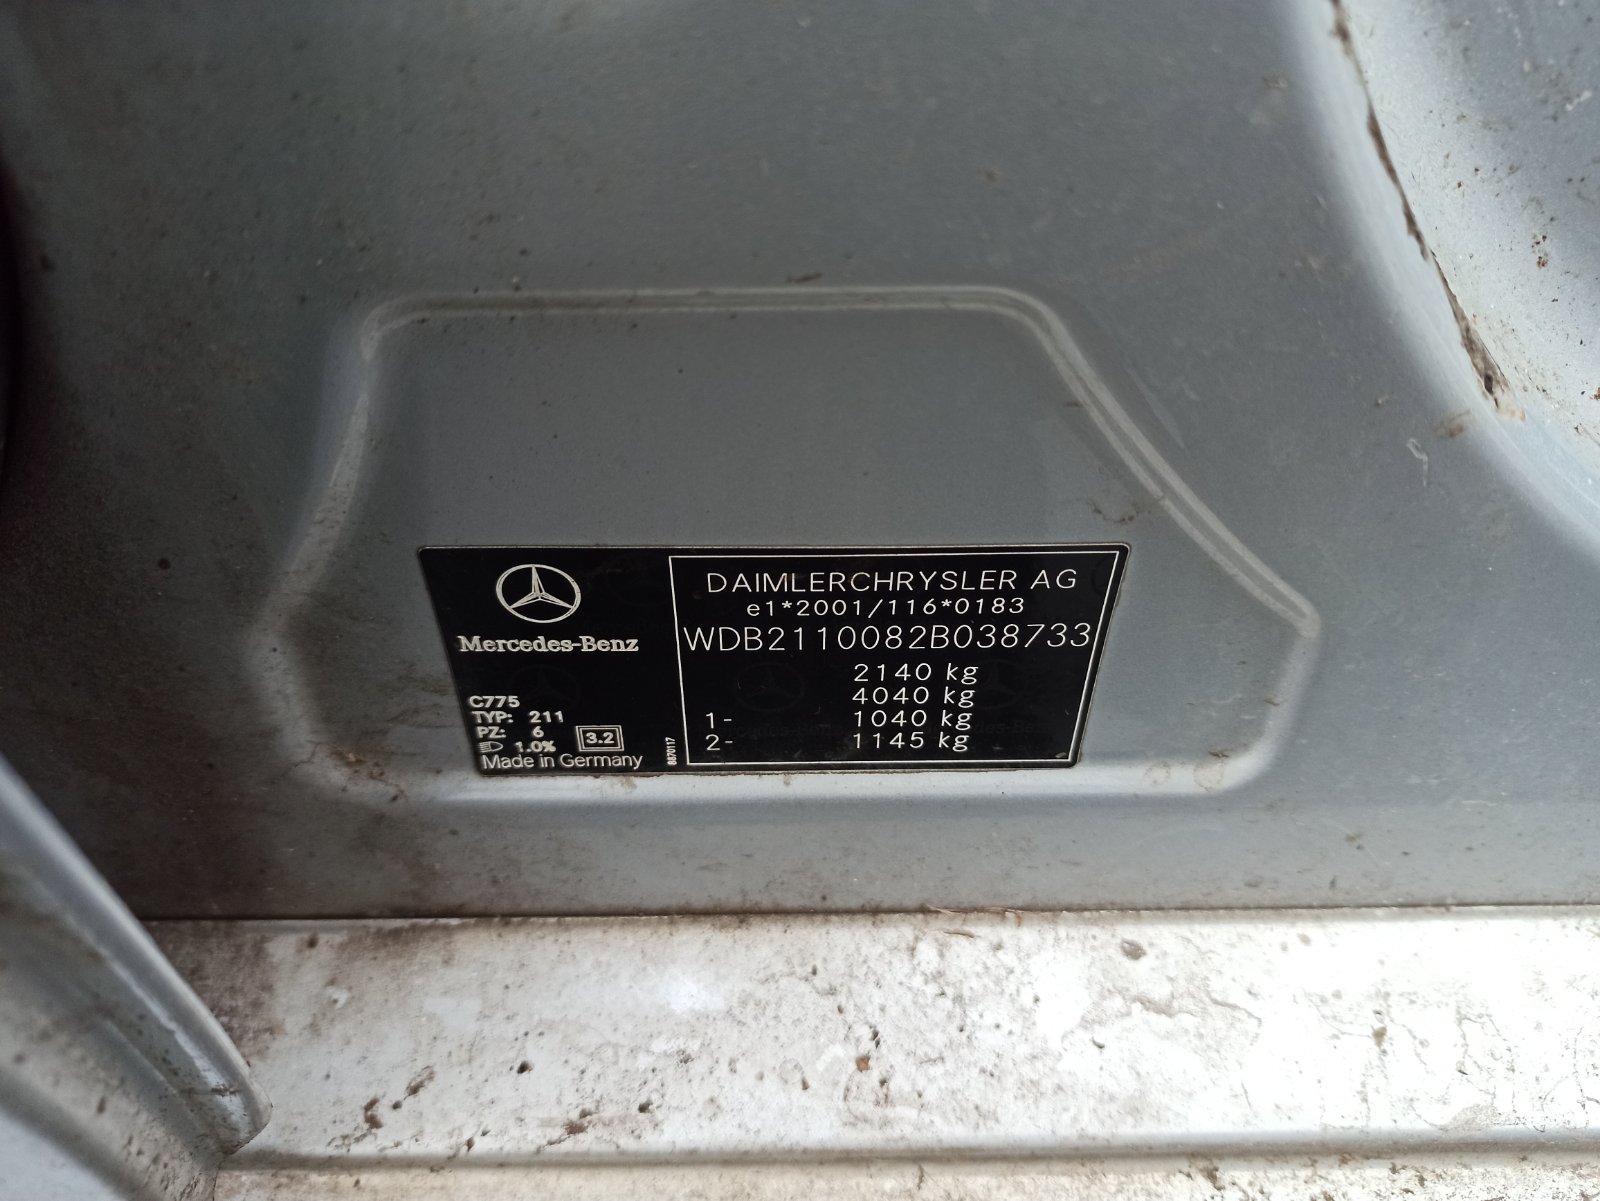 Mercedes-Benz
C775
TYP: 211
PZ: 6
1.0%
3.2
Made in Germany
8870117
DAIMLERCHRYSLER AG
e1*2001/116*0183
WDB2110082B038733
2140 kg
4040 kg
1- 1040 kg
2- 1145 kg